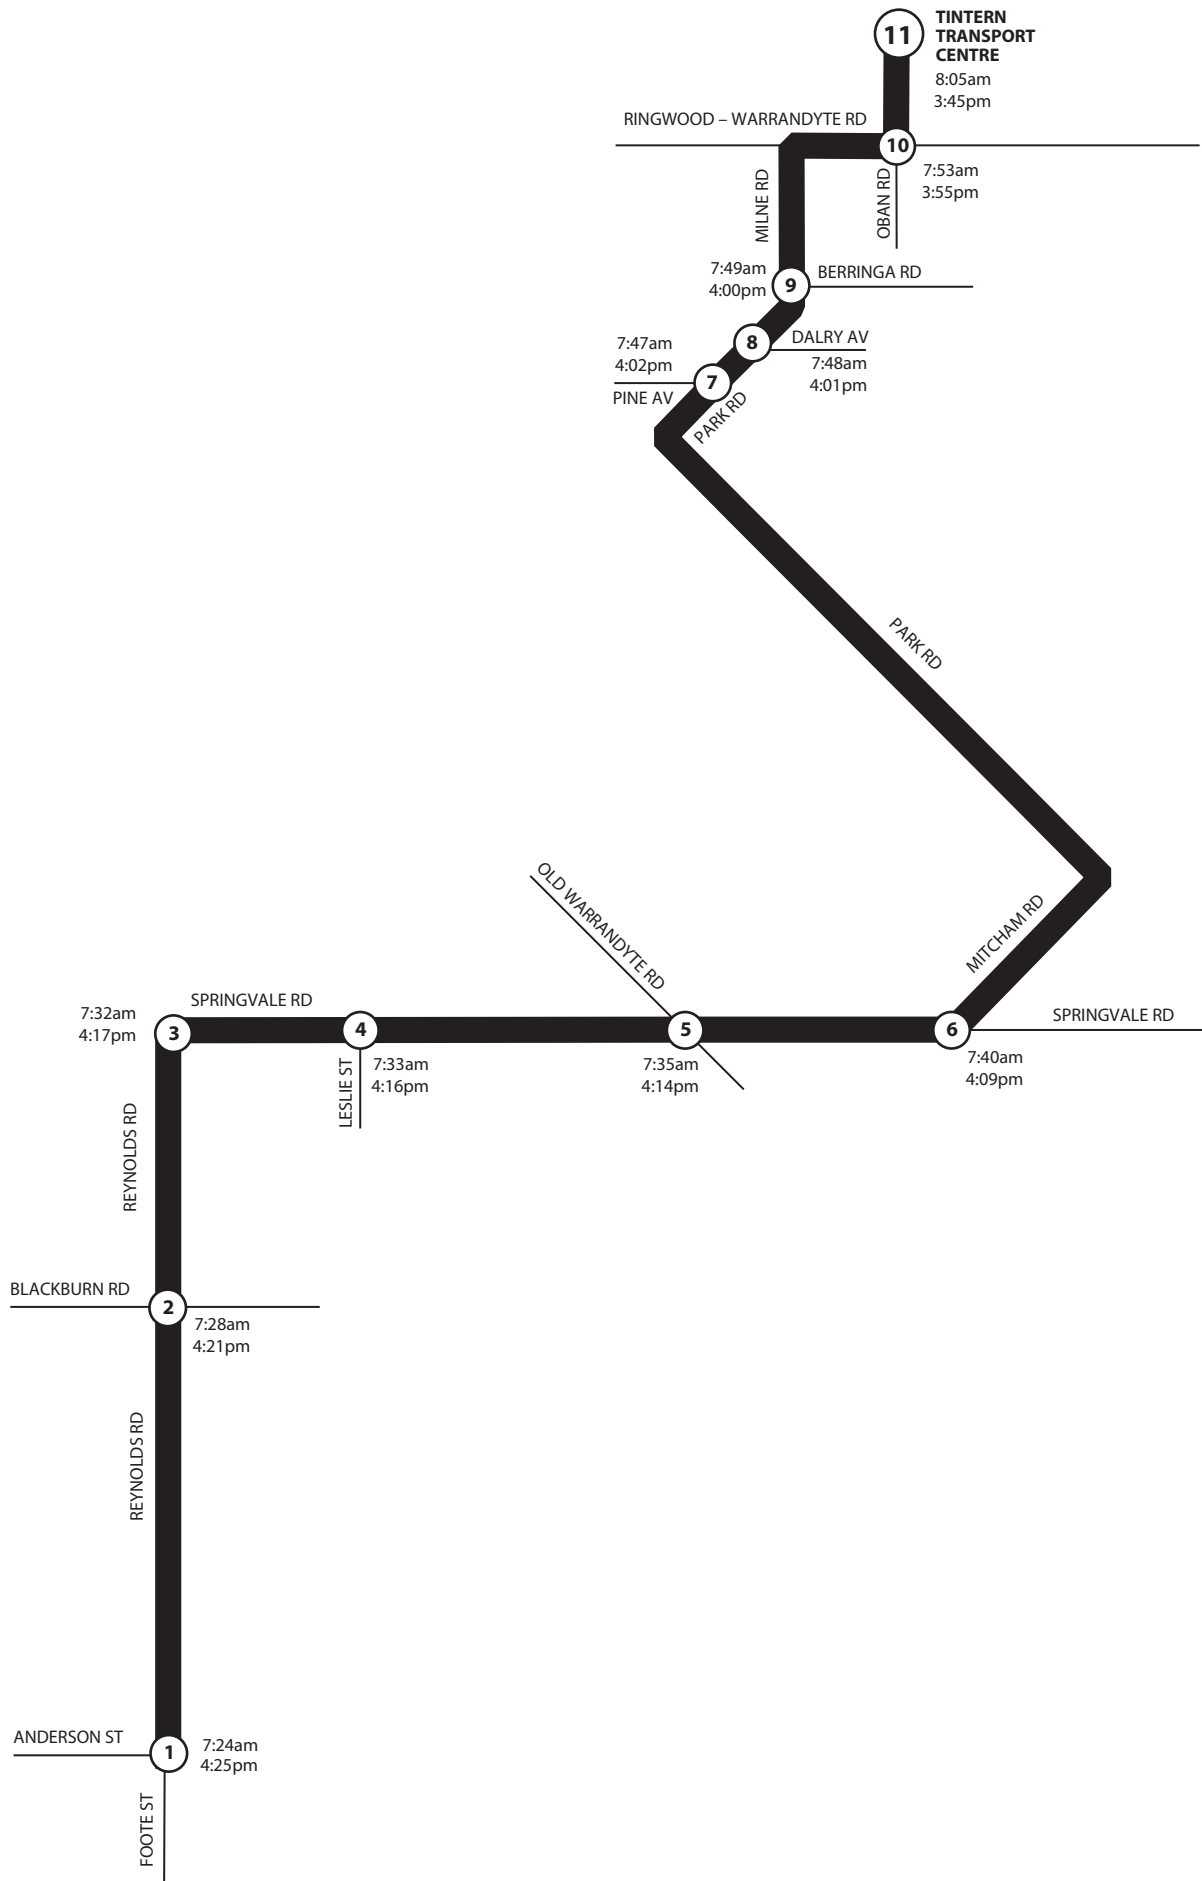 11
TINTERN
TRANSPORT
CENTRE
8:05am
3:45pm
RINGWOOD – WARRANDYTE RD
10
7:53am
3:55pm
MILNE RD
OBAN RD
7:49am
4:00pm
9
BERRINGA RD
8
DALRY AV
7:48am
4:01pm
7:47am
4:02pm
7
PINE AV
PARK RD
PARK RD
MITCHAM RD
OLD WARRANDYTE RD
SPRINGVALE RD
7:32am
4:17pm
3
4
LESLIE ST
7:33am
4:16pm
5
7:35am
4:14pm
6
SPRINGVALE RD
7:40am
4:09pm
REYNOLDS RD
BLACKBURN RD
2
7:28am
4:21pm
REYNOLDS RD
ANDERSON ST
1
7:24am
4:25pm
FOOTE ST